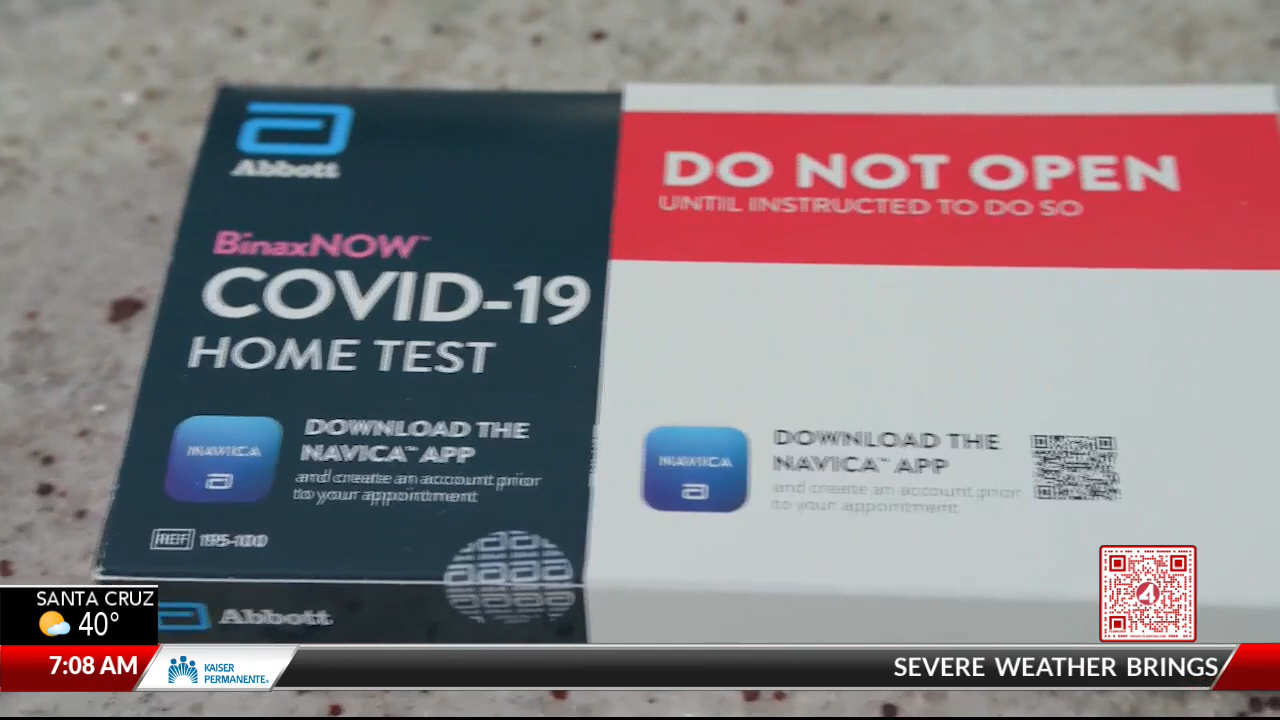 Abbott
BinaxNOW™
COVID-19
HOME TEST
DOWNLOAD THE
NAVICA™ APP
and create an account prior
to your appointment
NAVICA
REF 195-100
Abbott
DO NOT OPEN
UNTIL INSTRUCTED TO DO SO
NAVICA
DOWNLOAD THE
NAVICA™ APP
and create an account prior
to your appointment
4
SANTA CRUZ
40°
7:08 AM
KAISER
PERMANENTE®
SEVERE WEATHER BRINGS